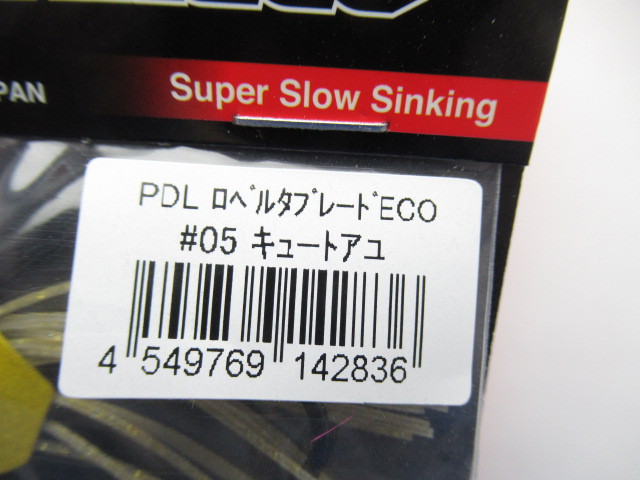 PAN
Super Slow Sinking
PDL ﾛﾍﾞﾙﾀﾌﾞﾚｰﾄﾞECO
#05 キュートアユ
4 549769 142836